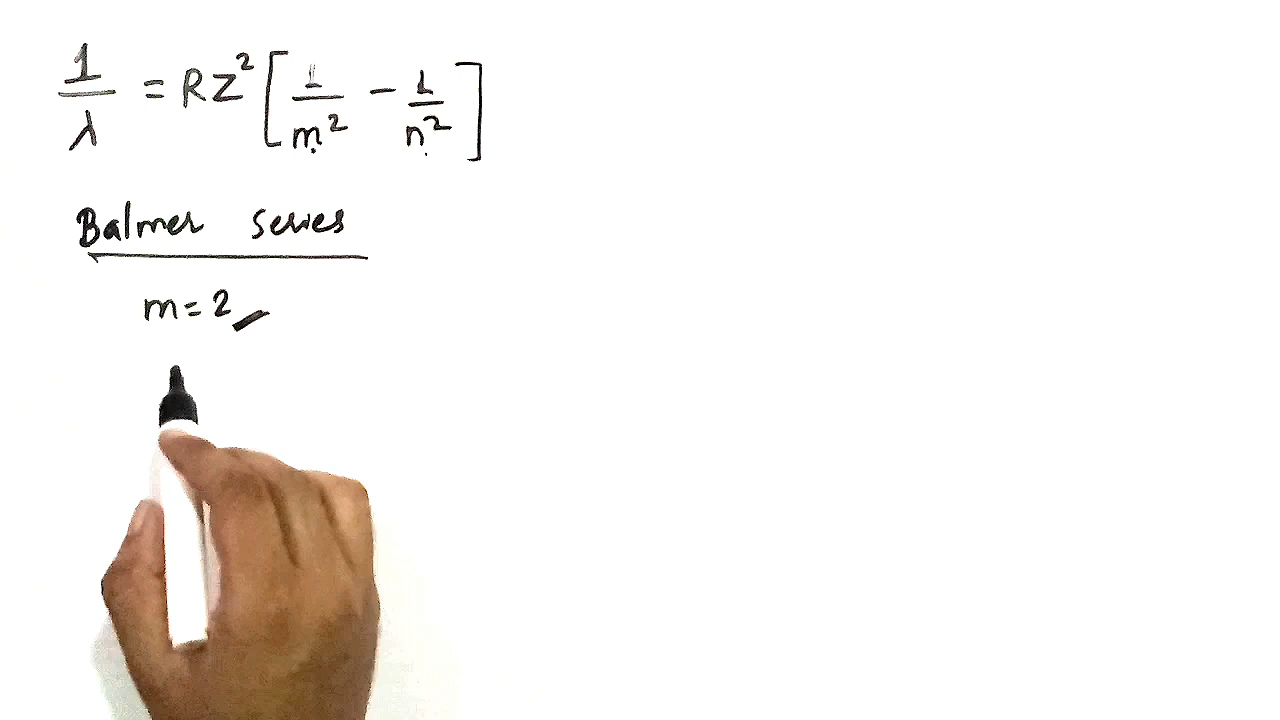 1/λ = RZ² [1/m² - 1/n²]
Balmer series
m = 2